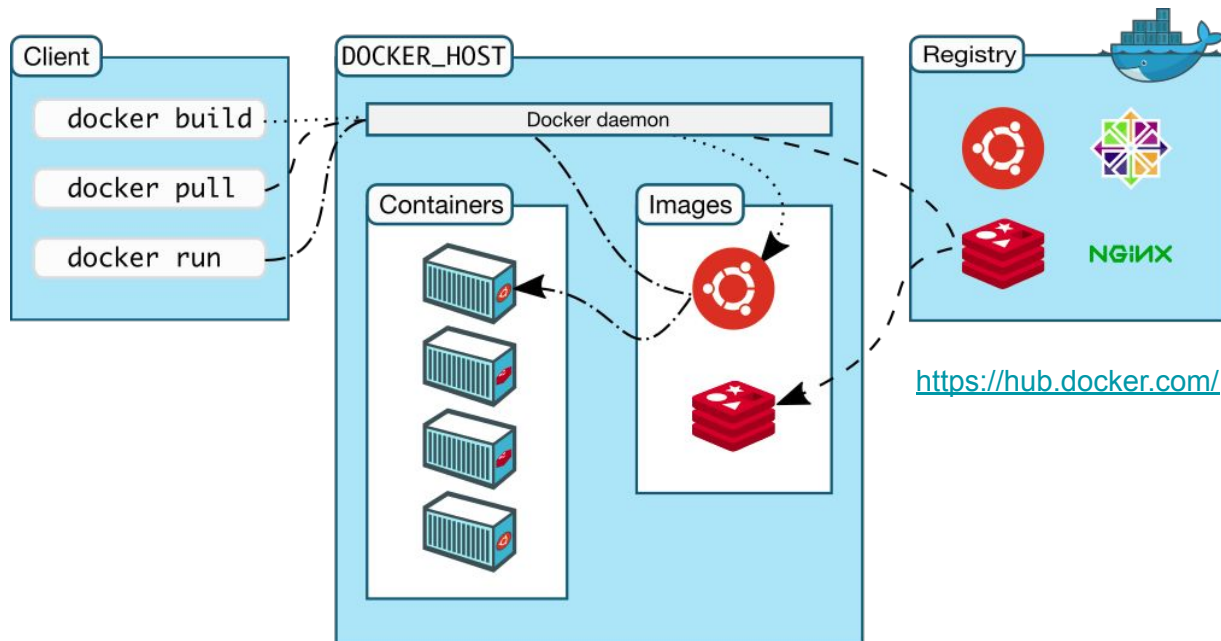 Client
docker build
docker pull
docker run
DOCKER_HOST
Docker daemon
Containers
Images
Registry
NGiNX
https://hub.docker.com/